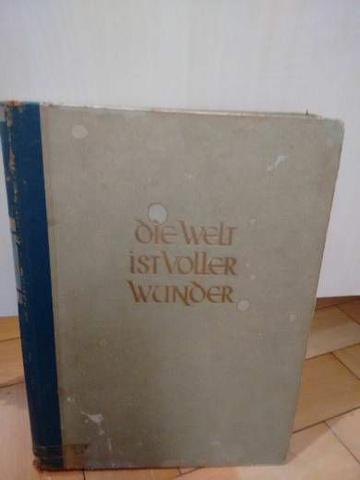 Die Welt
ist Voller
Wunder